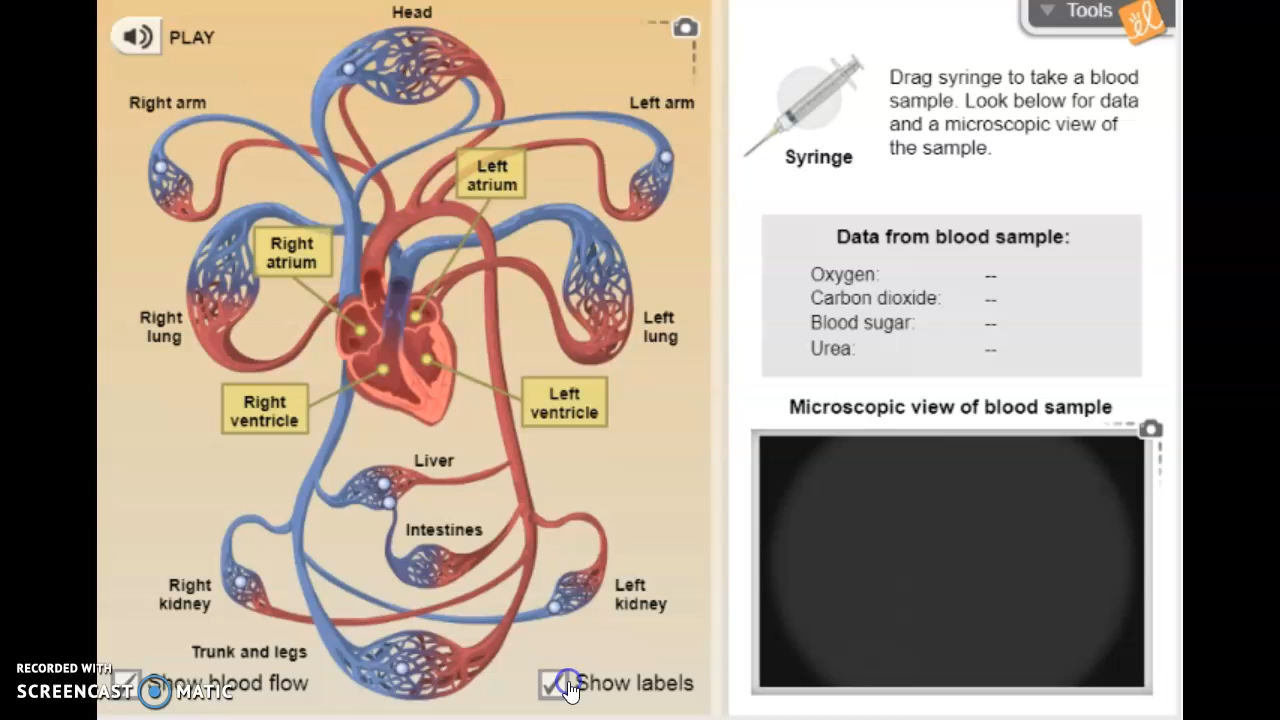 Head
PLAY
Tools
Right arm
Left arm
Drag syringe to take a blood
sample. Look below for data
and a microscopic view of
the sample.
Syringe
Left
atrium
Right
atrium
Data from blood sample:
Oxygen: --
Carbon dioxide: --
Blood sugar: --
Urea: --
Right
lung
Left
lung
Right
ventricle
Left
ventricle
Microscopic view of blood sample
Liver
Intestines
Right
kidney
Left
kidney
Trunk and legs
Show blood flow
Show labels
RECORDED WITH
SCREENCAST MATIC